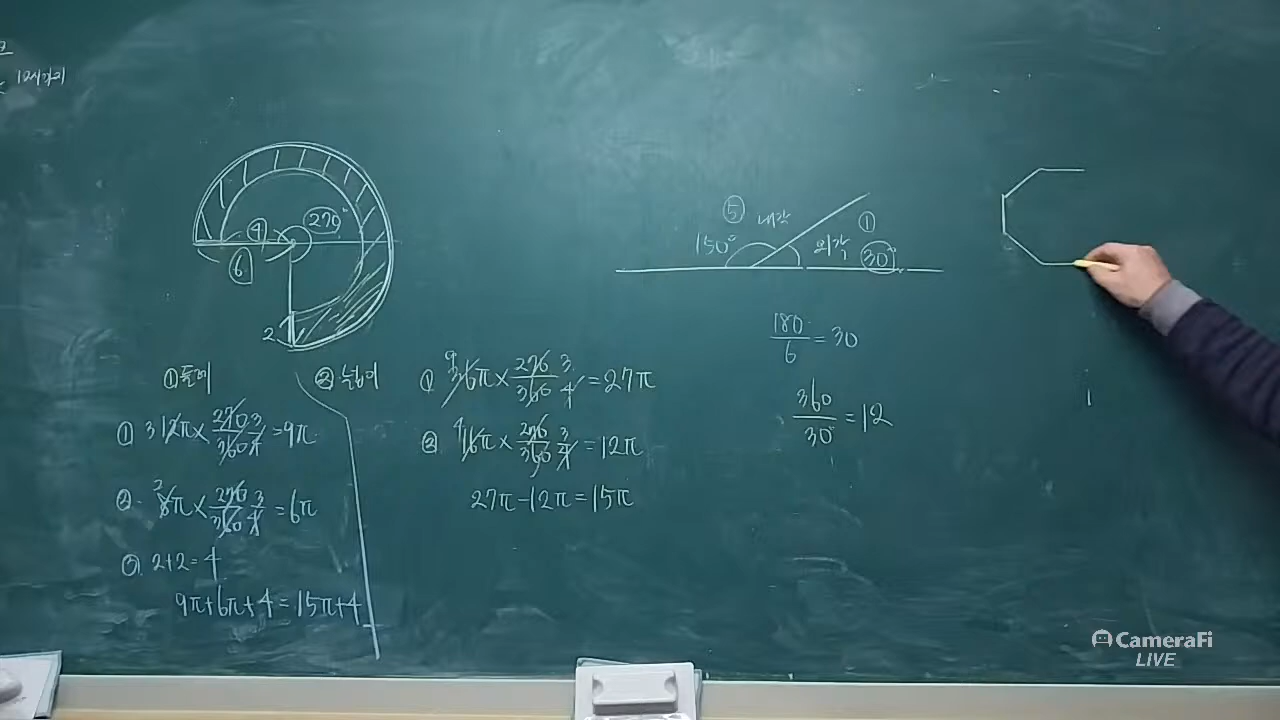 ④ 270°
⑥
2
① 둘레
① 3 12π × 270/360 3/4 = 9π
② 2 8π × 270/360 3/4 = 6π
③ 2+2=4
9π+6π+4=15π+4
② 넓이
① 9 36π × 270/360 3/4 = 27π
② 4 16π × 270/360 3/4 = 12π
27π-12π=15π
⑤ 내각 ①
150° 외각 30°
180/6 = 30
360/30° = 12
CameraFi
LIVE